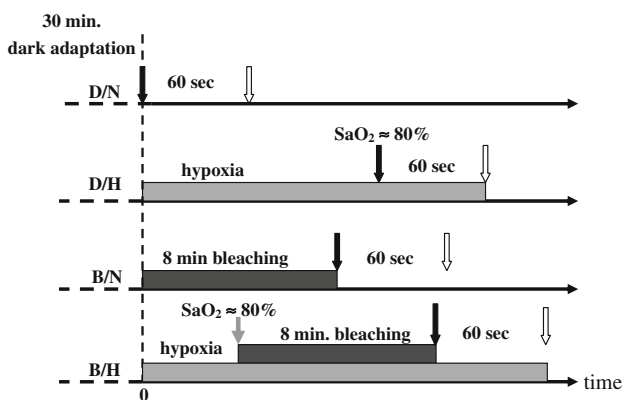 30 min.
dark adaptation
60 sec
D/N
SaO₂ ≈ 80%
60 sec
hypoxia
D/H
8 min bleaching
60 sec
B/N
SaO₂ ≈ 80%
8 min. bleaching
60 sec
hypoxia
B/H
time
0